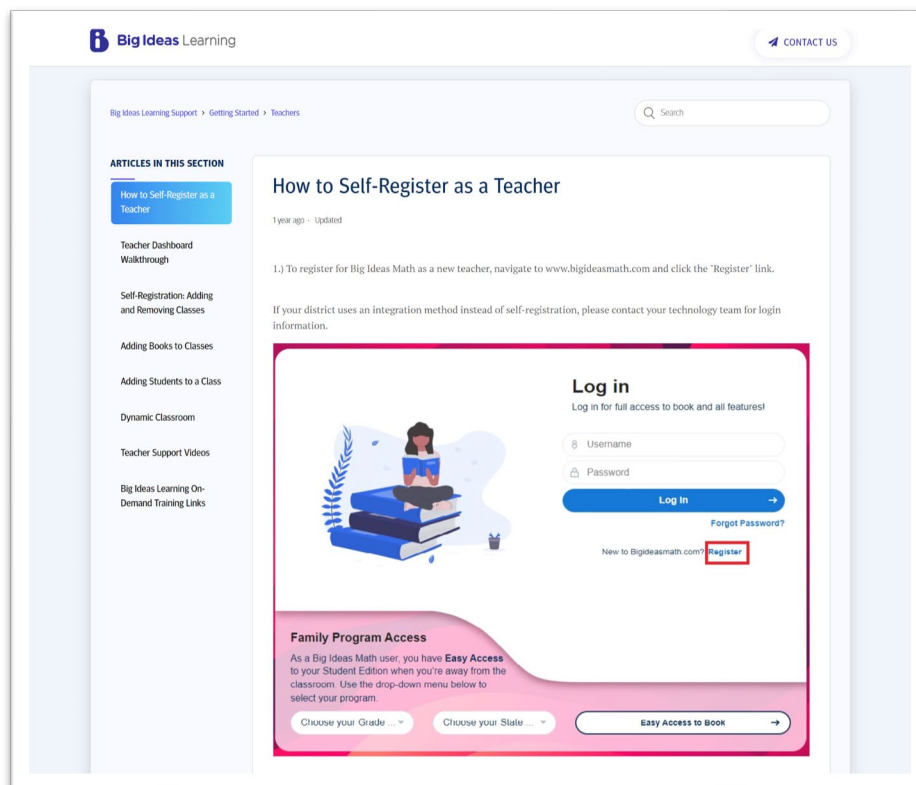 Big Ideas Learning
CONTACT US
Big Ideas Learning Support > Getting Started > Teachers
Search
ARTICLES IN THIS SECTION
How to Self-Register as a
Teacher
Teacher Dashboard
Walkthrough
Self-Registration: Adding
and Removing Classes
Adding Books to Classes
Adding Students to a Class
Dynamic Classroom
Teacher Support Videos
Big Ideas Learning On-
Demand Training Links
How to Self-Register as a Teacher
1 year ago · Updated
1.) To register for Big Ideas Math as a new teacher, navigate to www.bigideasmath.com and click the "Register" link.
If your district uses an integration method instead of self-registration, please contact your technology team for login
information.
Log in
Log in for full access to book and all features!
Username
Password
Log In
Forgot Password?
New to Bigideasmath.com? Register
Family Program Access
As a Big Ideas Math user, you have Easy Access
to your Student Edition when you're away from the
classroom. Use the drop-down menu below to
select your program.
Choose your Grade ...
Choose your State ...
Easy Access to Book